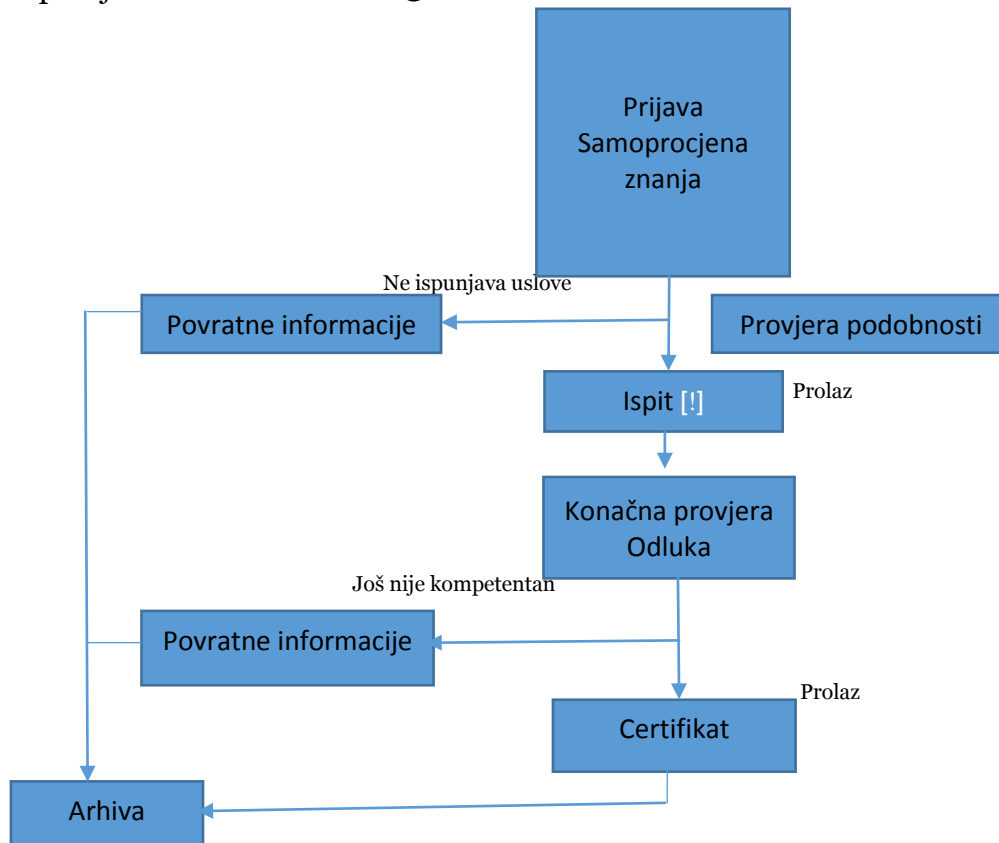 Prijava
Samoprocjena
znanja
Ne ispunjava uslove
Povratne informacije
Provjera podobnosti
Ispit [!]
Prolaz
Konačna provjera
Odluka
Još nije kompetentan
Povratne informacije
Prolaz
Certifikat
Arhiva